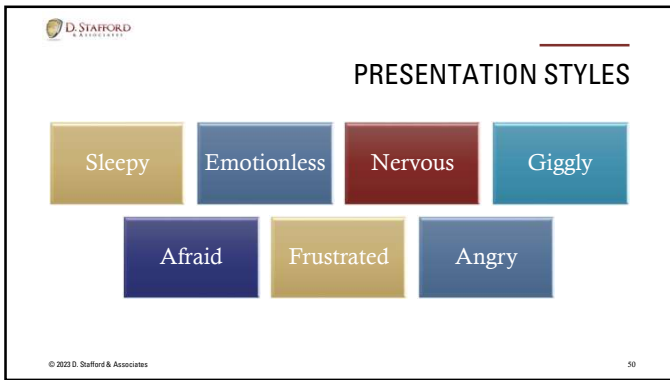 D. STAFFORD
& ASSOCIATES
PRESENTATION STYLES
Sleepy
Emotionless
Nervous
Giggly
Afraid
Frustrated
Angry
© 2023 D. Stafford & Associates
50